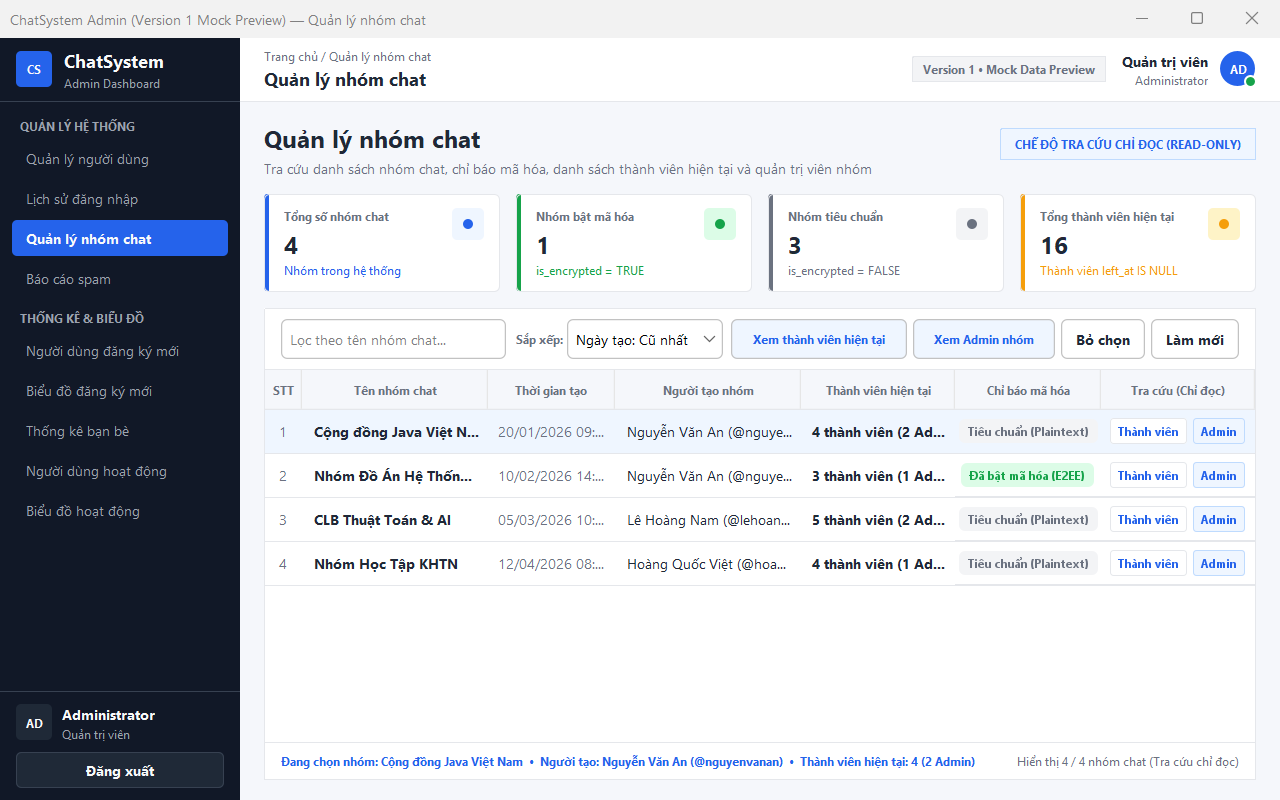 ChatSystem Admin (Version 1 Mock Preview) — Quản lý nhóm chat
CS
ChatSystem
Admin Dashboard
QUẢN LÝ HỆ THỐNG
Quản lý người dùng
Lịch sử đăng nhập
Quản lý nhóm chat
Báo cáo spam
THỐNG KÊ & BIỂU ĐỒ
Người dùng đăng ký mới
Biểu đồ đăng ký mới
Thống kê bạn bè
Người dùng hoạt động
Biểu đồ hoạt động
AD
Administrator
Quản trị viên
Đăng xuất
Trang chủ / Quản lý nhóm chat
Quản lý nhóm chat
Version 1 • Mock Data Preview
Quản trị viên
Administrator
AD
Quản lý nhóm chat
Tra cứu danh sách nhóm chat, chỉ báo mã hóa, danh sách thành viên hiện tại và quản trị viên nhóm
CHẾ ĐỘ TRA CỨU CHỈ ĐỌC (READ-ONLY)
Tổng số nhóm chat
4
Nhóm trong hệ thống
Nhóm bật mã hóa
1
is_encrypted = TRUE
Nhóm tiêu chuẩn
3
is_encrypted = FALSE
Tổng thành viên hiện tại
16
Thành viên left_at IS NULL
Lọc theo tên nhóm chat...
Sắp xếp:
Ngày tạo: Cũ nhất
Xem thành viên hiện tại
Xem Admin nhóm
Bỏ chọn
Làm mới
STT Tên nhóm chat Thời gian tạo Người tạo nhóm Thành viên hiện tại Chỉ báo mã hóa Tra cứu (Chỉ đọc)
1 Cộng đồng Java Việt N... 20/01/2026 09:... Nguyễn Văn An (@nguye... 4 thành viên (2 Ad... Tiêu chuẩn (Plaintext) Thành viên Admin
2 Nhóm Đồ Án Hệ Thốn... 10/02/2026 14:... Nguyễn Văn An (@nguye... 3 thành viên (1 Ad... Đã bật mã hóa (E2EE) Thành viên Admin
3 CLB Thuật Toán & AI 05/03/2026 10:... Lê Hoàng Nam (@lehoan... 5 thành viên (2 Ad... Tiêu chuẩn (Plaintext) Thành viên Admin
4 Nhóm Học Tập KHTN 12/04/2026 08:... Hoàng Quốc Việt (@hoa... 4 thành viên (1 Ad... Tiêu chuẩn (Plaintext) Thành viên Admin
Đang chọn nhóm: Cộng đồng Java Việt Nam • Người tạo: Nguyễn Văn An (@nguyenvanan) • Thành viên hiện tại: 4 (2 Admin)
Hiển thị 4 / 4 nhóm chat (Tra cứu chỉ đọc)